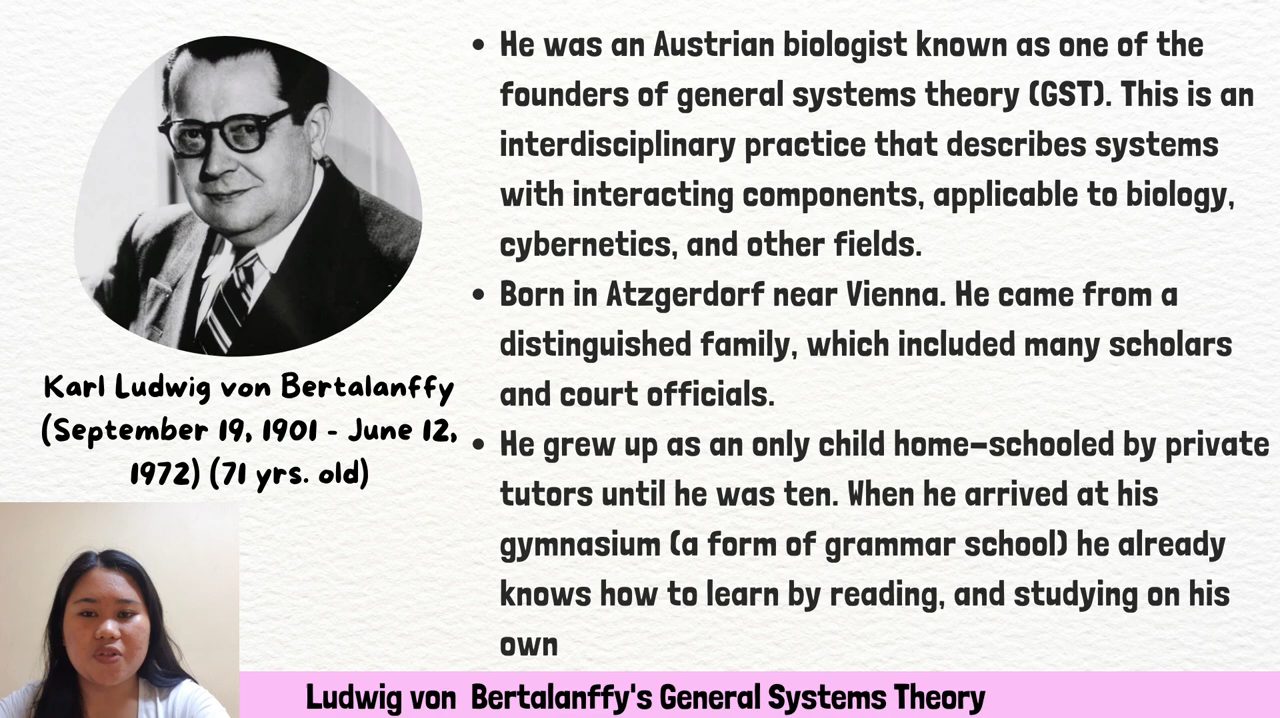 He was an Austrian biologist known as one of the
founders of general systems theory (GST). This is an
interdisciplinary practice that describes systems
with interacting components, applicable to biology,
cybernetics, and other fields.
Born in Atzgerdorf near Vienna. He came from a
distinguished family, which included many scholars
and court officials.
He grew up as an only child home-schooled by private
tutors until he was ten. When he arrived at his
gymnasium (a form of grammar school) he already
knows how to learn by reading, and studying on his
own
Karl Ludwig von Bertalanffy
(September 19, 1901 - June 12,
1972) (71 yrs. old)
Ludwig von Bertalanffy's General Systems Theory